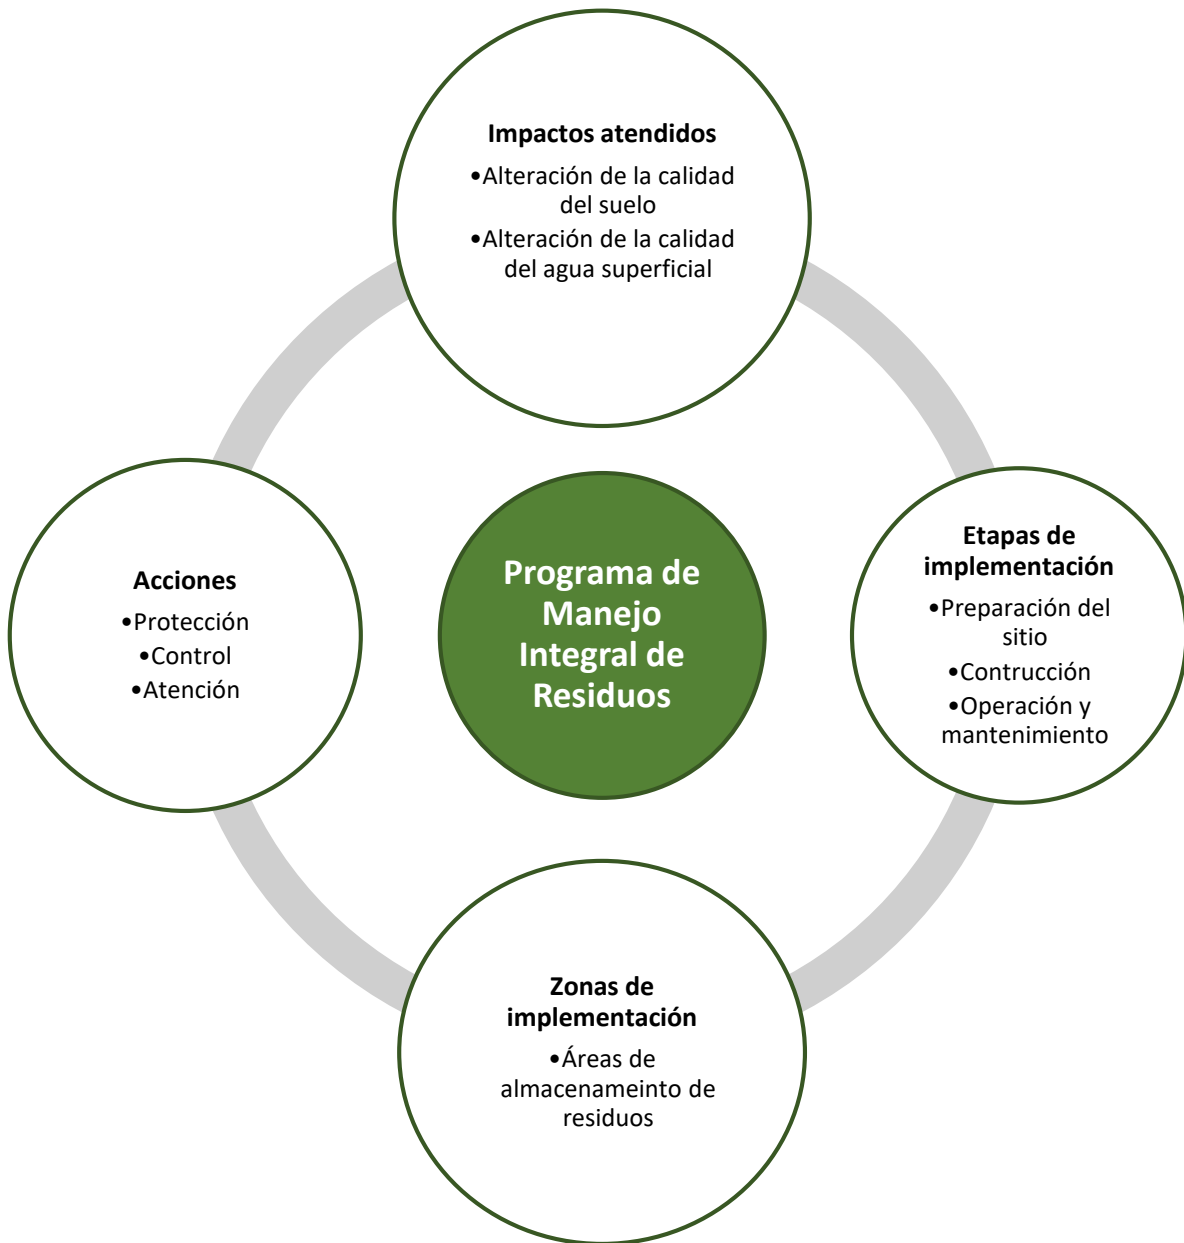 Impactos atendidos
•Alteración de la calidad
del suelo
•Alteración de la calidad
del agua superficial
Etapas de
implementación
•Preparación del
sitio
•Contrucción
•Operación y
mantenimiento
Zonas de
implementación
•Áreas de
almacenameinto de
residuos
Acciones
•Protección
•Control
•Atención
Programa de
Manejo
Integral de
Residuos